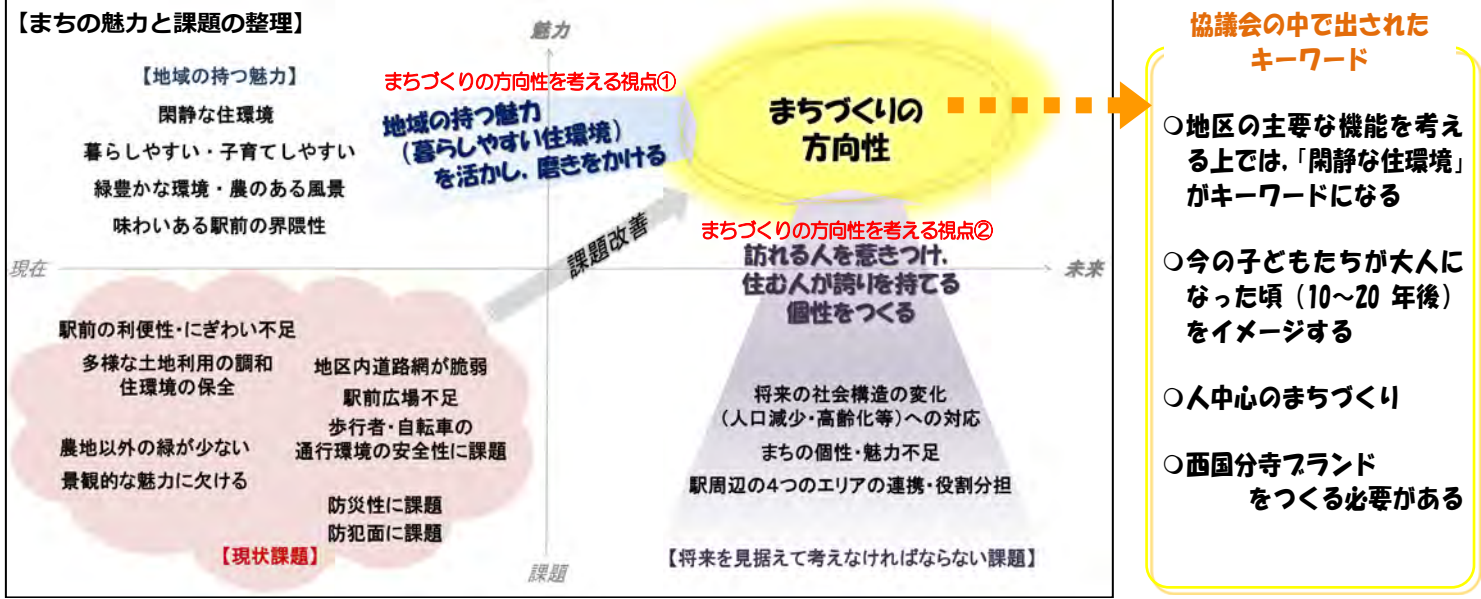 【まちの魅力と課題の整理】
魅力
【地域の持つ魅力】
閑静な住環境
暮らしやすい・子育てしやすい
緑豊かな環境・農のある風景
味わいある駅前の界隈性
まちづくりの方向性を考える視点①
地域の持つ魅力
（暮らしやすい住環境）
を活かし，磨きをかける
まちづくりの
方向性
課題改善
まちづくりの方向性を考える視点②
訪れる人を惹きつけ，
住む人が誇りを持てる
個性をつくる
現在
未来
駅前の利便性・にぎわい不足
多様な土地利用の調和
住環境の保全
農地以外の緑が少ない
景観的な魅力に欠ける
地区内道路網が脆弱
駅前広場不足
歩行者・自転車の
通行環境の安全性に課題
防災性に課題
防犯面に課題
【現状課題】
将来の社会構造の変化
（人口減少・高齢化等）への対応
まちの個性・魅力不足
駅周辺の４つのエリアの連携・役割分担
【将来を見据えて考えなければならない課題】
課題
協議会の中で出された
キーワード
○地区の主要な機能を考え
る上では，「閑静な住環境」
がキーワードになる
○今の子どもたちが大人に
なった頃（10～20 年後）
をイメージする
○人中心のまちづくり
○西国分寺ブランド
をつくる必要がある